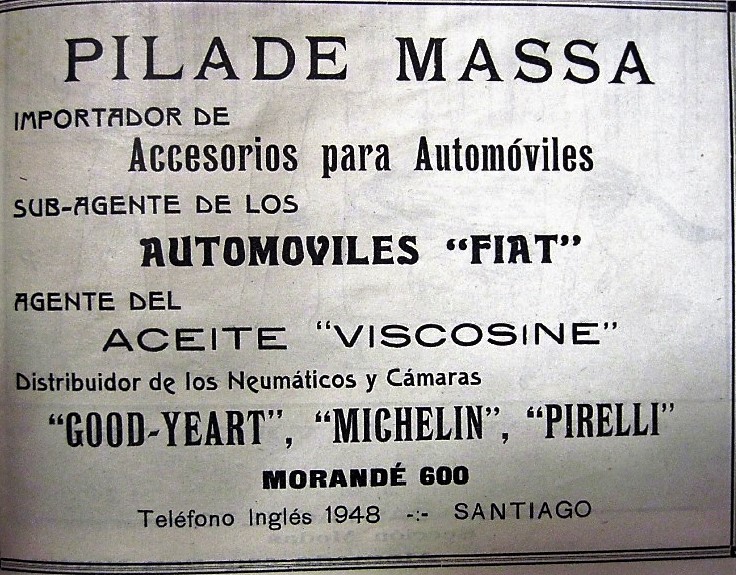 PILADE MASSA
IMPORTADOR DE
Accesorios para Automóviles
SUB-AGENTE DE LOS
AUTOMOVILES “FIAT”
AGENTE DEL
ACEITE “VISCOSINE”
Distribuidor de los Neumáticos y Cámaras
“GOOD-YEART”, “MICHELIN”, “PIRELLI”
MORANDÉ 600
Teléfono Inglés 1948 -:- SANTIAGO